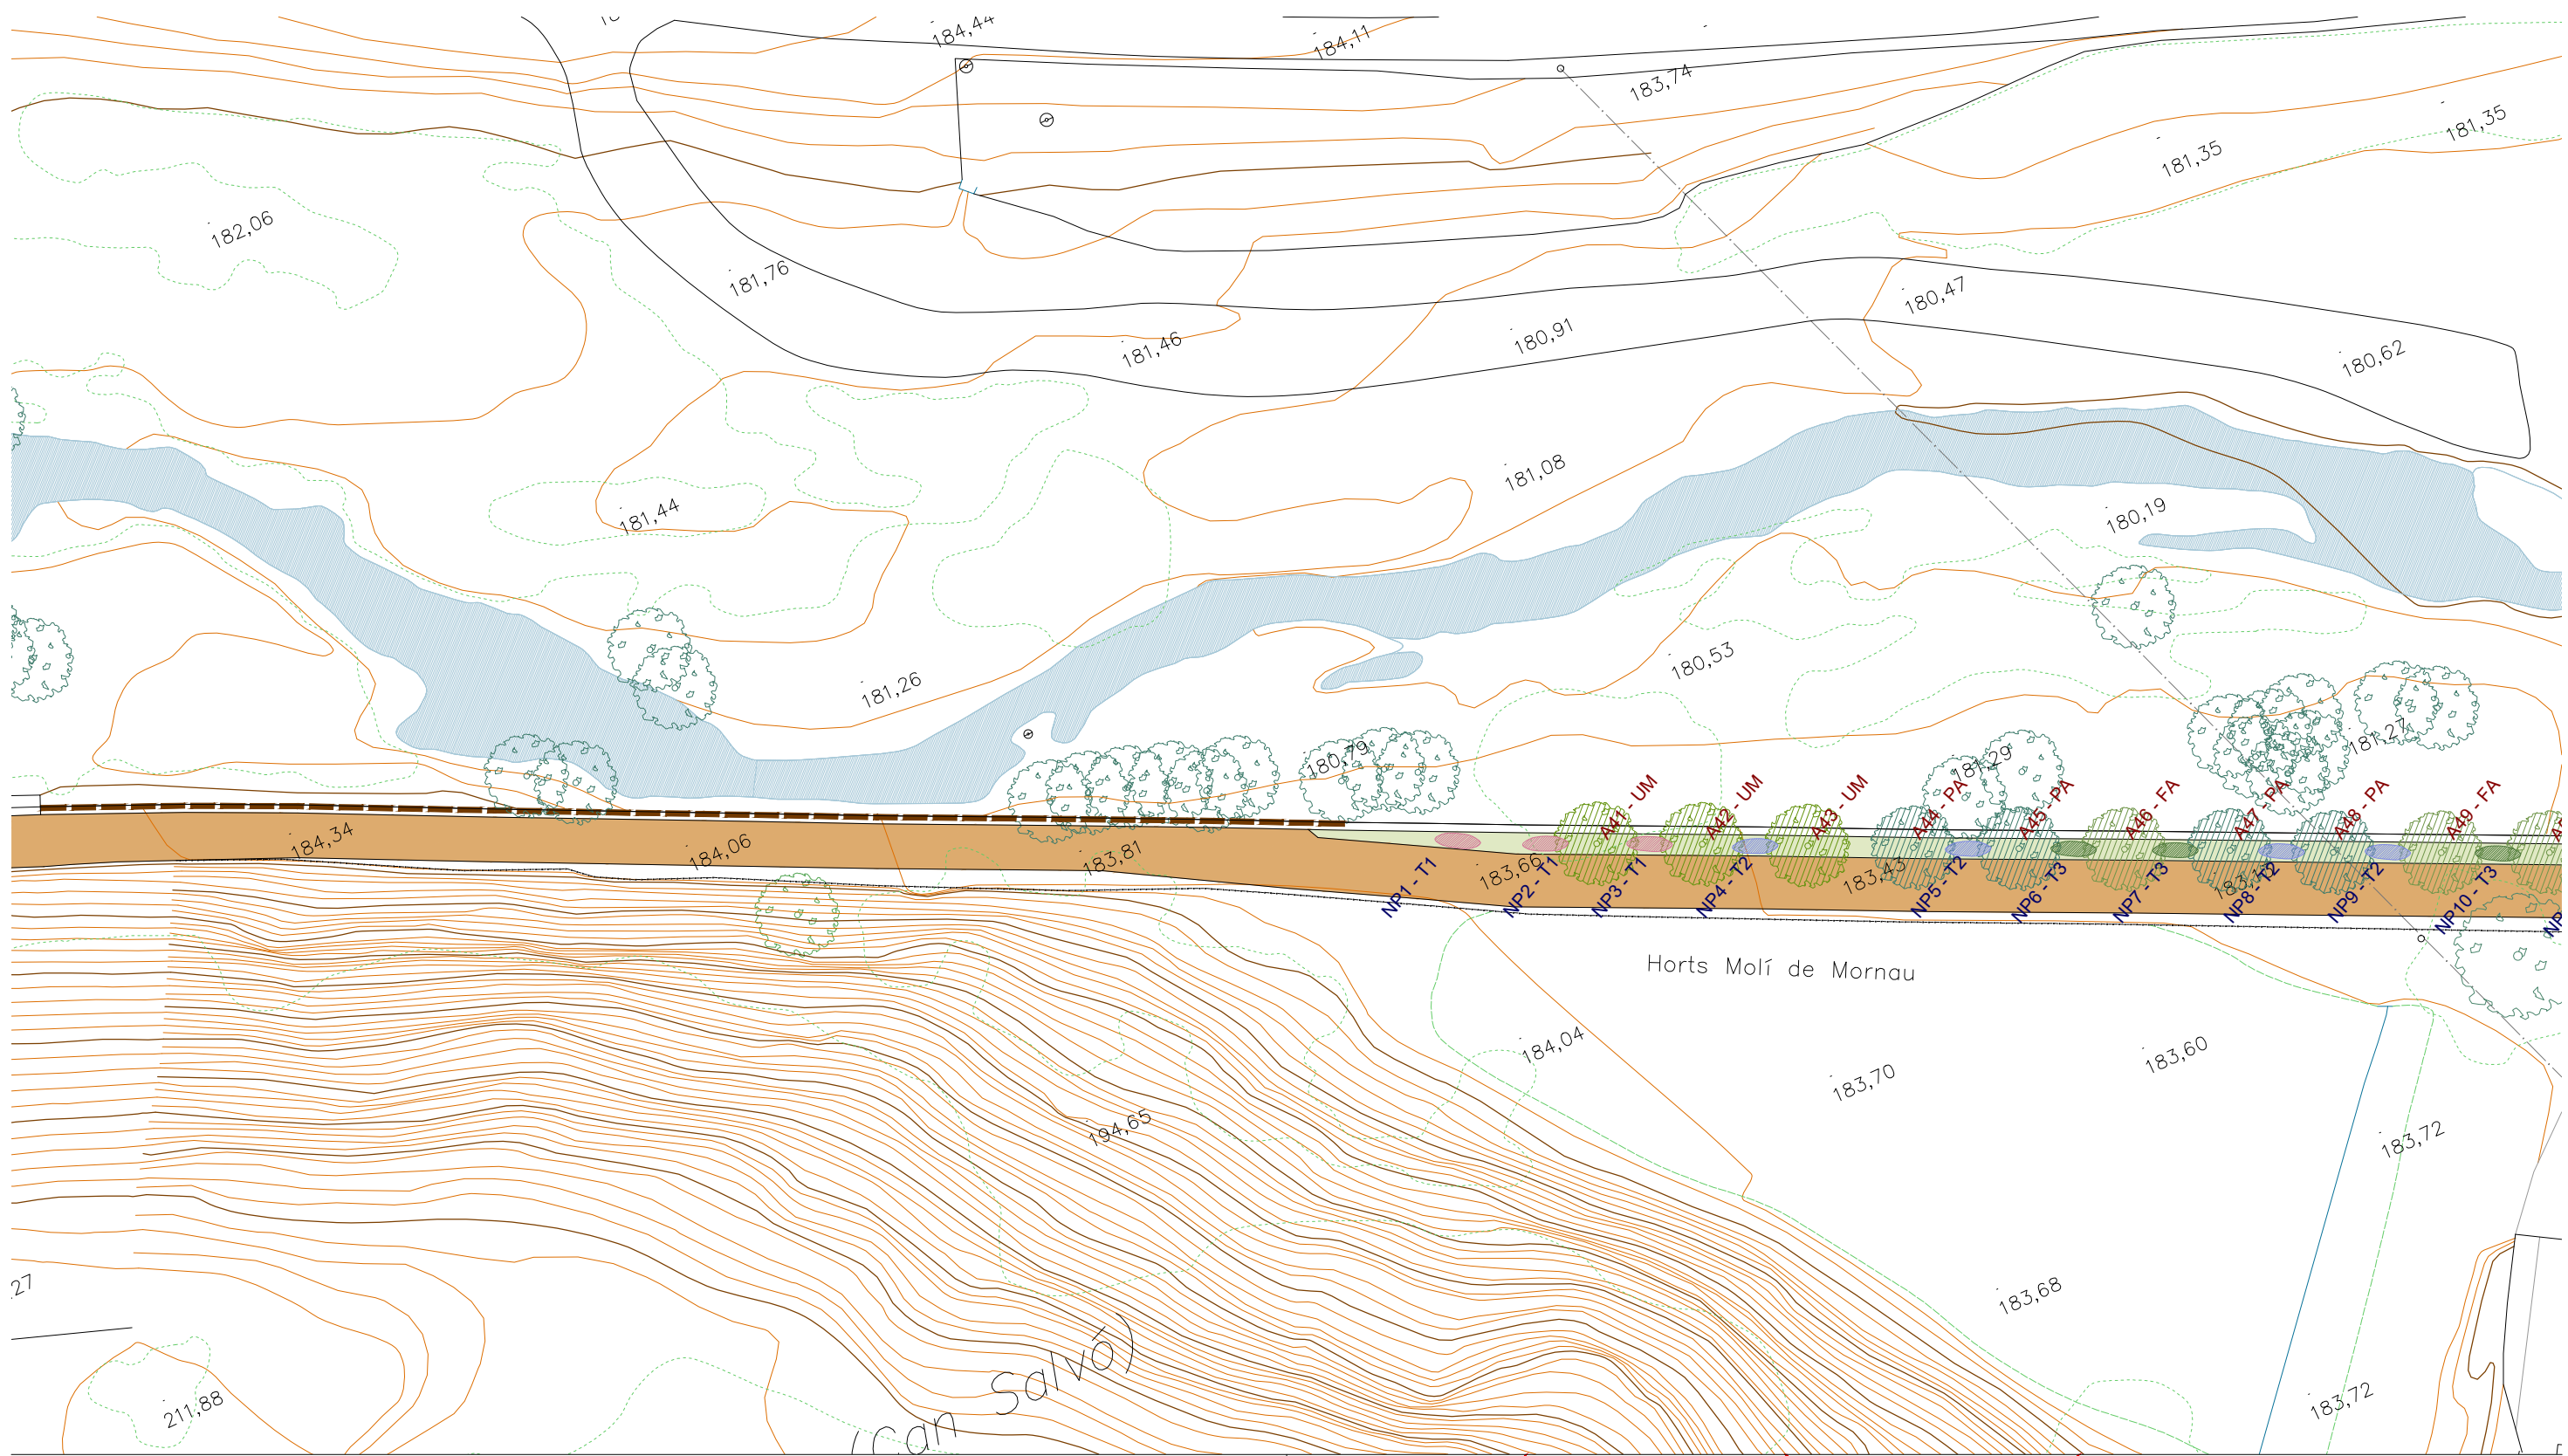 184,44
184,11
183,74
181,35
181,35
182,06
181,76
180,47
181,46
180,91
180,62
181,08
181,44
180,19
180,53
181,26
180,79
181,29
181,27
A41 - UM
A42 - UM
A43 - UM
A44 - PA
A45 - PA
A46 - FA
A47 - PA
A48 - PA
A49 - FA
184,34
184,06
183,81
183,66
183,43
NP1 - T1
NP2 - T1
NP3 - T1
NP4 - T2
NP5 - T2
NP6 - T3
NP7 - T3
NP8 - T2
NP9 - T2
NP10 - T3
Horts Molí de Mornau
184,04
183,70
183,60
194,65
183,72
183,68
211,88
(Can Salvó)
183,72